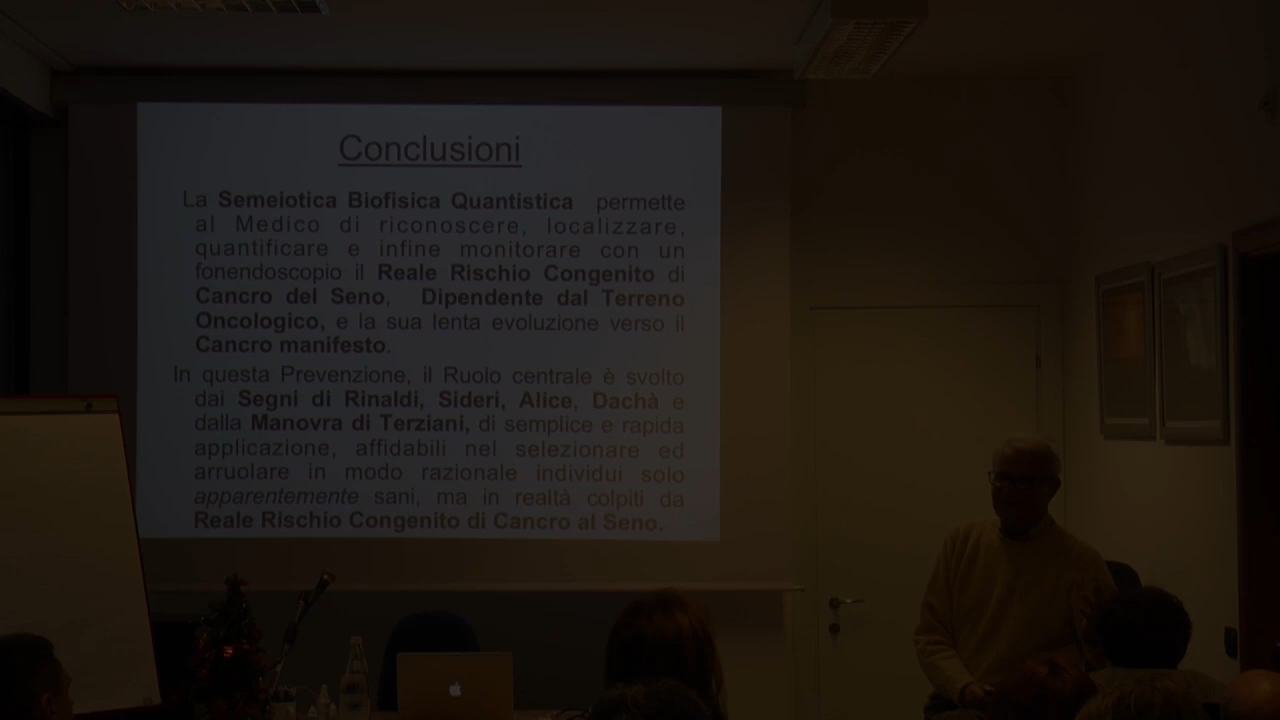 Conclusioni
La Semeiotica Biofisica Quantistica permette
al Medico di riconoscere, localizzare,
quantificare e infine monitorare con un
fonendoscopio il Reale Rischio Congenito di
Cancro del Seno, Dipendente dal Terreno
Oncologico, e la sua lenta evoluzione verso il
Cancro manifesto.
In questa Prevenzione, il Ruolo centrale è svolto
dai Segni di Rinaldi, Sideri, Alice, Dachà e
dalla Manovra di Terziani, di semplice e rapida
applicazione, affidabili nel selezionare ed
arruolare in modo razionale individui solo
apparentemente sani, ma in realtà colpiti da
Reale Rischio Congenito di Cancro al Seno.